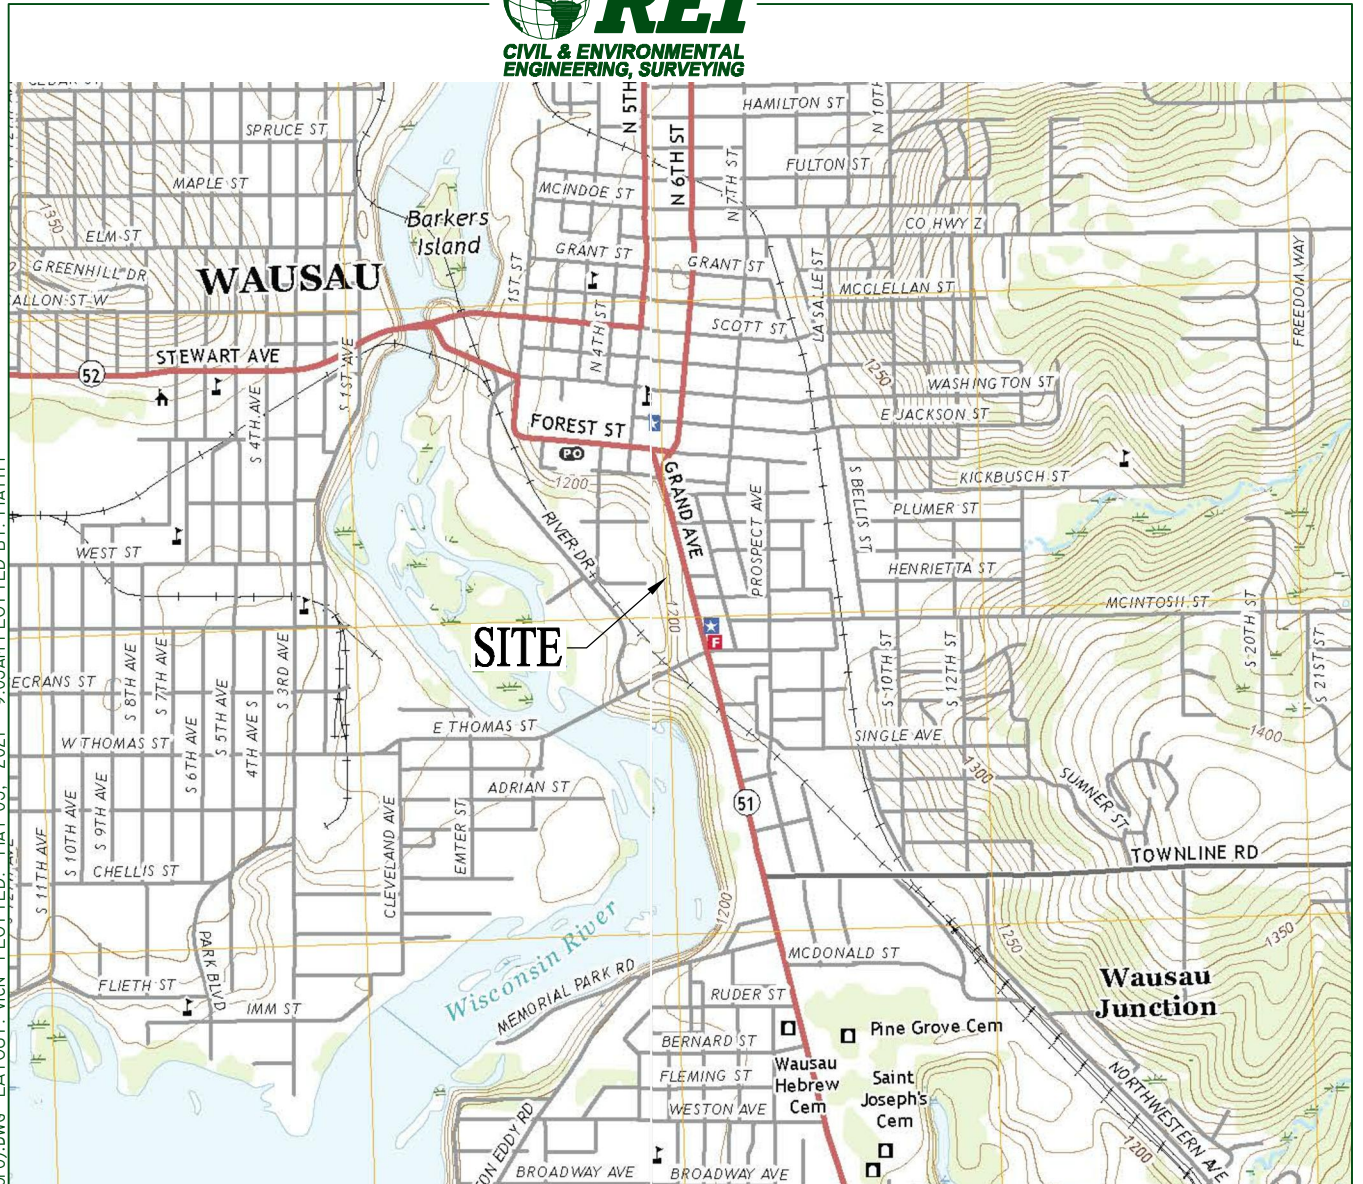 REI
CIVIL & ENVIRONMENTAL
ENGINEERING, SURVEYING
CEDAR ST
N 5TH
HAMILTON ST
N 10TH
SPRUCE ST
N 6TH ST
N 7TH ST
FULTON ST
MAPLE ST
MCINDOE ST
1350
Barkers
Island
CO HWY Z
ELM ST
GRANT ST
GRANT ST
GREENHILL DR
WAUSAU
1ST ST
LA SALLE ST
MCCLELLAN ST
FREEDOM WAY
ALLON ST W
N 4TH ST
SCOTT ST
STEWART AVE
52
S 1ST AVE
1250
WASHINGTON ST
S 4TH AVE
FOREST ST
E JACKSON ST
PO
GRAND AVE
1200
KICKBUSCH ST
S BELLIS ST
PROSPECT AVE
PLUMER ST
RIVER DR
WEST ST
HENRIETTA ST
1200
MCINTOSH ST
S 20TH ST
SITE
F
S 3RD AVE
S 8TH AVE
S 7TH AVE
S 10TH ST
S 12TH ST
S 21ST ST
ECRANS ST
S 5TH AVE
S 6TH AVE
4TH AVE S
E THOMAS ST
W THOMAS ST
SINGLE AVE
1400
1300
SUMNER ST
S 10TH AVE
S 9TH AVE
ADRIAN ST
51
CLEVELAND AVE
EMTER ST
S 11TH AVE
TOWNLINE RD
CHELLIS ST
1200
Wisconsin River
PARK BLVD
1250
1350
MCDONALD ST
MEMORIAL PARK RD
Wausau
Junction
FLIETH ST
IMM ST
RUDER ST
Pine Grove Cem
BERNARD ST
Wausau
Hebrew
Cem
FLEMING ST
Saint
Joseph's
Cem
WESTON AVE
NORTHWESTERN AVE
ON EDDY RD
1200
BROADWAY AVE
BROADWAY AVE